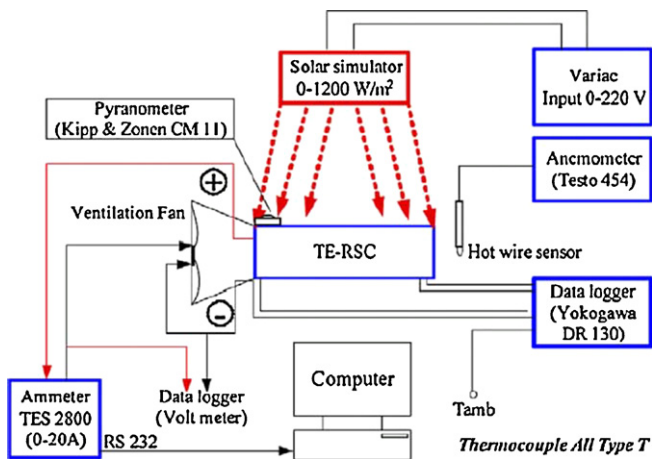 Solar simulator
0-1200 W/m²
Variac
Input 0-220 V
Pyranometer
(Kipp & Zonen CM 11)
Anemometer
(Testo 454)
+
Ventilation Fan
TE-RSC
Hot wire sensor
-
Data logger
(Yokogawa
DR 130)
Computer
Ammeter
TES 2800
(0-20A)
Data logger
(Volt meter)
Tamb
RS 232
Thermocouple All Type T